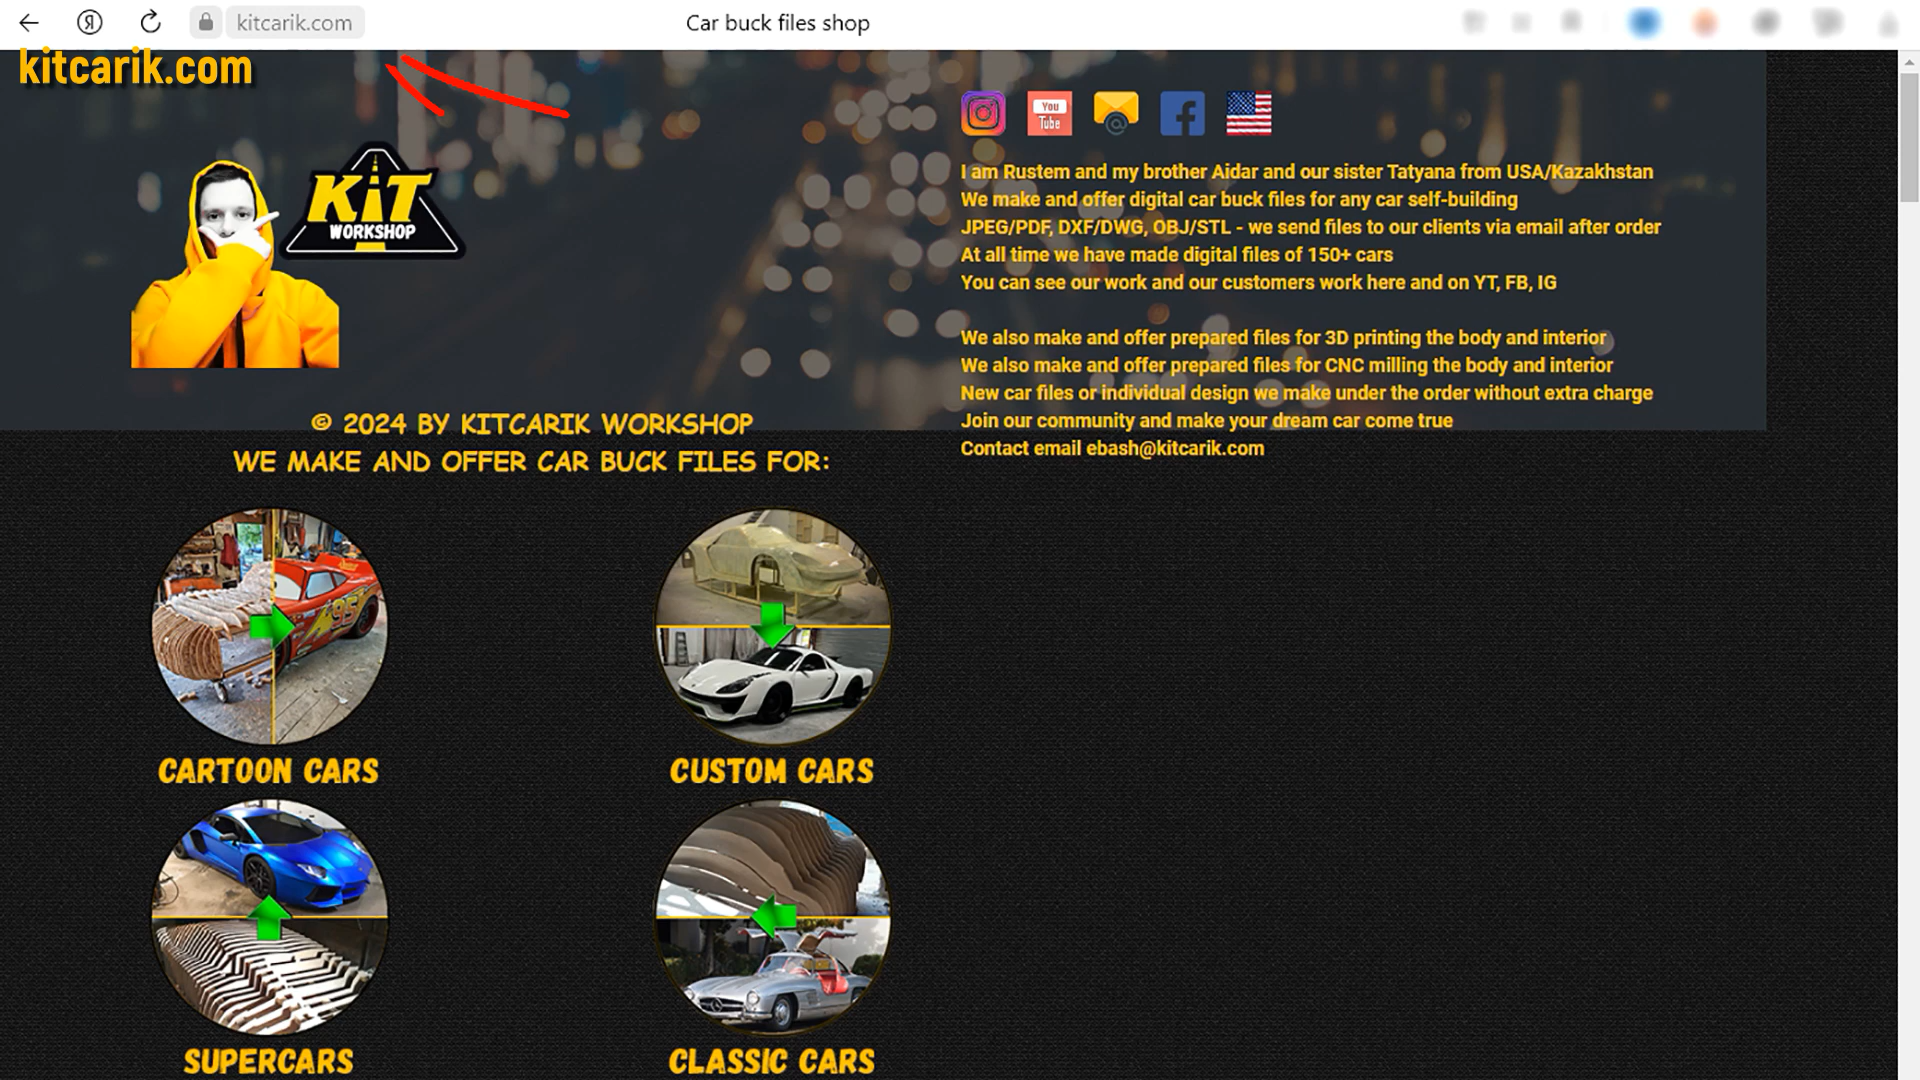 kitcarik.com
Car buck files shop
kitcarik.com
You
Tube
KiT
WORKSHOP
I am Rustem and my brother Aidar and our sister Tatyana from USA/Kazakhstan
We make and offer digital car buck files for any car self-building
JPEG/PDF, DXF/DWG, OBJ/STL - we send files to our clients via email after order
At all time we have made digital files of 150+ cars
You can see our work and our customers work here and on YT, FB, IG
We also make and offer prepared files for 3D printing the body and interior
We also make and offer prepared files for CNC milling the body and interior
New car files or individual design we make under the order without extra charge
Join our community and make your dream car come true
Contact email ebash@kitcarik.com
© 2024 BY KITCARIK WORKSHOP
WE MAKE AND OFFER CAR BUCK FILES FOR:
95
CARTOON CARS
CUSTOM CARS
SUPERCARS
CLASSIC CARS